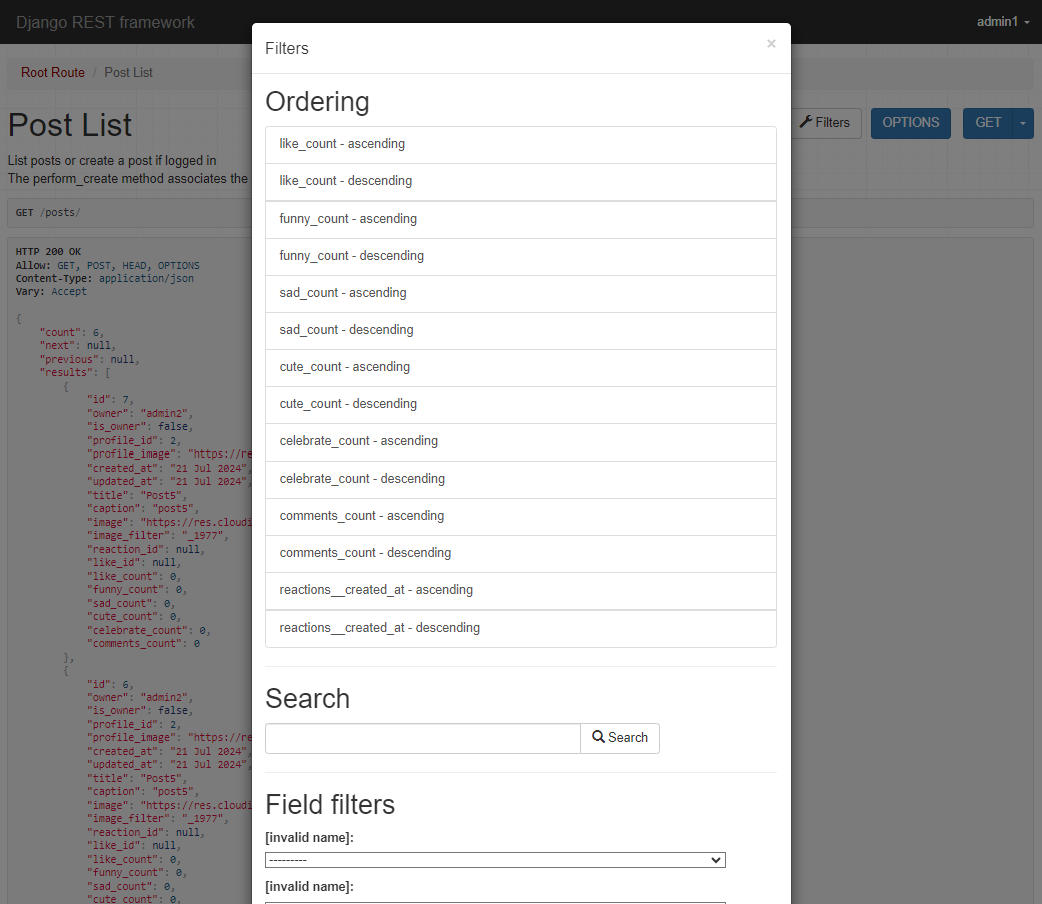 Django REST framework
admin1
Filters
×
Root Route / Post List
Post List
Filters
OPTIONS
GET
List posts or create a post if logged in
The perform_create method associates the
GET /posts/
HTTP 200 OK
Allow: GET, POST, HEAD, OPTIONS
Content-Type: application/json
Vary: Accept
{
"count": 6,
"next": null,
"previous": null,
"results": [
{
"id": 7,
"owner": "admin2",
"is_owner": false,
"profile_id": 2,
"profile_image": "https://re
"created_at": "21 Jul 2024",
"updated_at": "21 Jul 2024",
"title": "Post5",
"caption": "post5",
"image": "https://res.cloudi
"image_filter": "_1977",
"reaction_id": null,
"like_id": null,
"like_count": 0,
"funny_count": 0,
"sad_count": 0,
"cute_count": 0,
"celebrate_count": 0,
"comments_count": 0
},
{
"id": 6,
"owner": "admin2",
"is_owner": false,
"profile_id": 2,
"profile_image": "https://re
"created_at": "21 Jul 2024",
"updated_at": "21 Jul 2024",
"title": "Post5",
"caption": "post5",
"image": "https://res.cloudi
"image_filter": "_1977",
"reaction_id": null,
"like_id": null,
"like_count": 0,
"funny_count": 0,
"sad_count": 0,
"cute_count": 0,
Ordering
like_count - ascending
like_count - descending
funny_count - ascending
funny_count - descending
sad_count - ascending
sad_count - descending
cute_count - ascending
cute_count - descending
celebrate_count - ascending
celebrate_count - descending
comments_count - ascending
comments_count - descending
reactions__created_at - ascending
reactions__created_at - descending
Search
Search
Field filters
[invalid name]:
---------
[invalid name]: